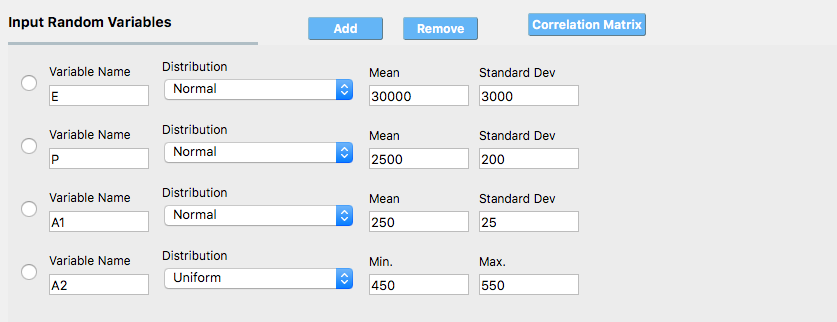 Input Random Variables Add Remove Correlation Matrix
Variable Name Distribution Mean Standard Dev
E Normal 30000 3000
Variable Name Distribution Mean Standard Dev
P Normal 2500 200
Variable Name Distribution Mean Standard Dev
A1 Normal 250 25
Variable Name Distribution Min. Max.
A2 Uniform 450 550